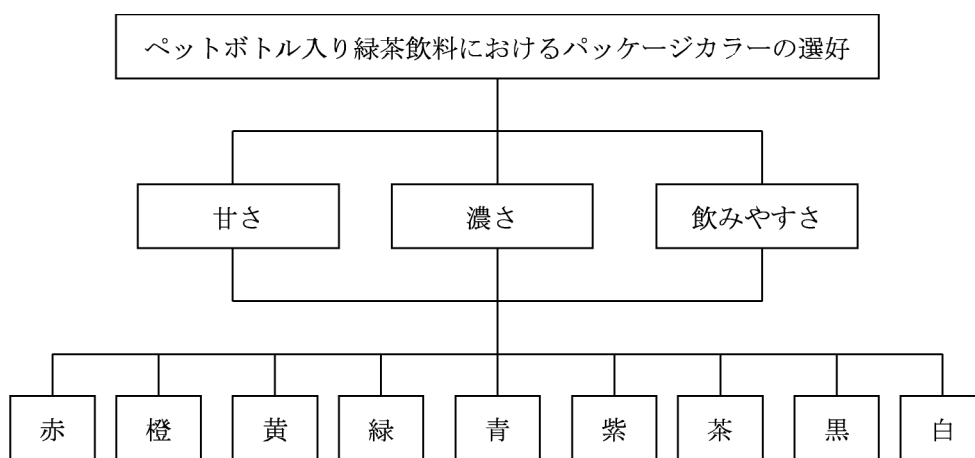 ペットボトル入り緑茶飲料におけるパッケージカラーの選好
甘さ
濃さ
飲みやすさ
赤
橙
黄
緑
青
紫
茶
黒
白